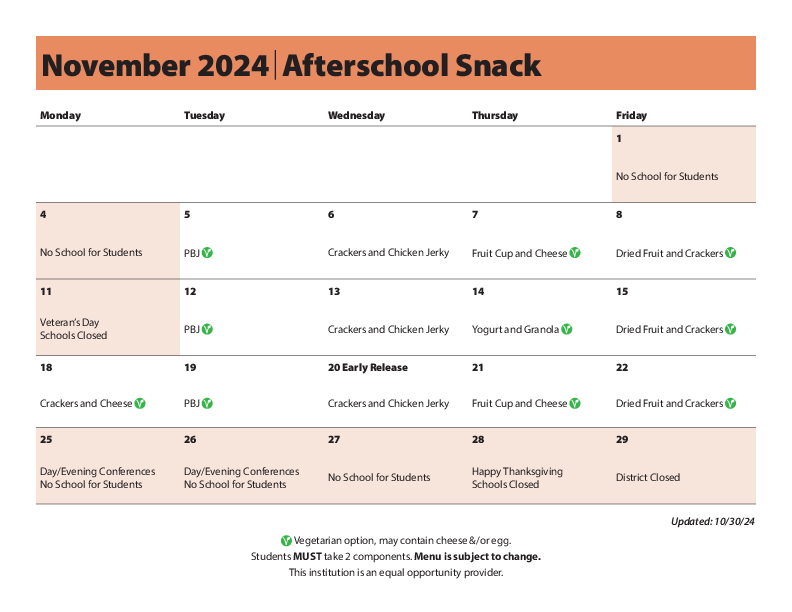 November 2024 | Afterschool Snack
Monday Tuesday Wednesday Thursday Friday
1
No School for Students
4 5 6 7 8
No School for Students PBJ V Crackers and Chicken Jerky Fruit Cup and Cheese V Dried Fruit and Crackers V
11 12 13 14 15
Veteran's Day
Schools Closed
PBJ V Crackers and Chicken Jerky Yogurt and Granola V Dried Fruit and Crackers V
18 19 20 Early Release 21 22
Crackers and Cheese V PBJ V Crackers and Chicken Jerky Fruit Cup and Cheese V Dried Fruit and Crackers V
25 26 27 28 29
Day/Evening Conferences
No School for Students
Day/Evening Conferences
No School for Students
No School for Students
Happy Thanksgiving
Schools Closed
District Closed
Updated: 10/30/24
V Vegetarian option, may contain cheese &/or egg.
Students MUST take 2 components. Menu is subject to change.
This institution is an equal opportunity provider.